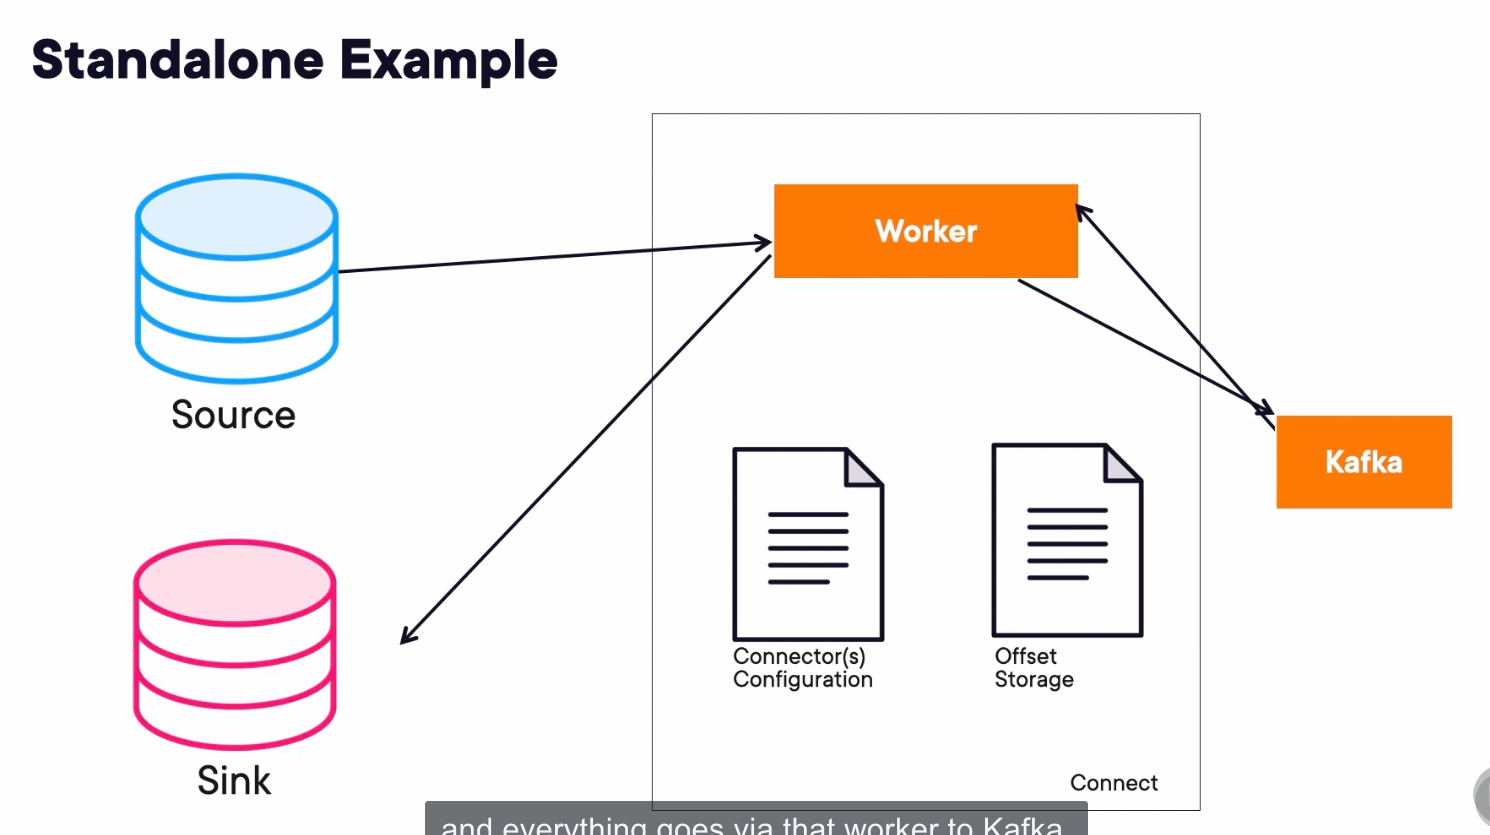 Standalone Example
Worker
Source
Kafka
Connector(s)
Configuration
Offset
Storage
Sink
Connect
and everything goes via that worker to Kafka